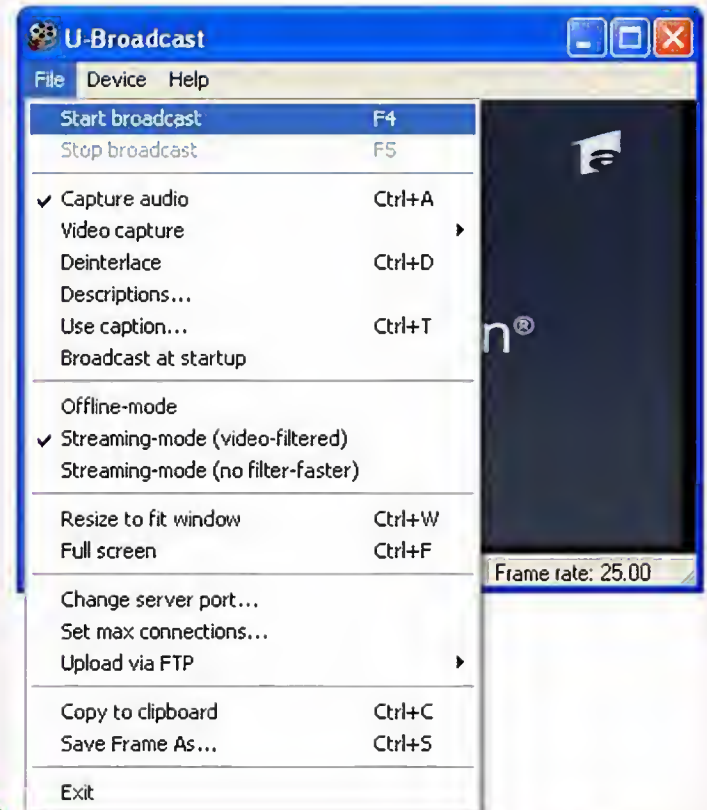 U-Broadcast
File Device Help
Start broadcast F4
Stop broadcast F5
Capture audio Ctrl+A
Video capture
Deinterlace Ctrl+D
Descriptions...
Use caption... Ctrl+T
Broadcast at startup
Offline-mode
Streaming-mode (video-filtered)
Streaming-mode (no filter-faster)
Resize to fit window Ctrl+W
Full screen Ctrl+F
Frame rate: 25.00
Change server port...
Set max connections...
Upload via FTP
Copy to clipboard Ctrl+C
Save Frame As... Ctrl+S
Exit
n®